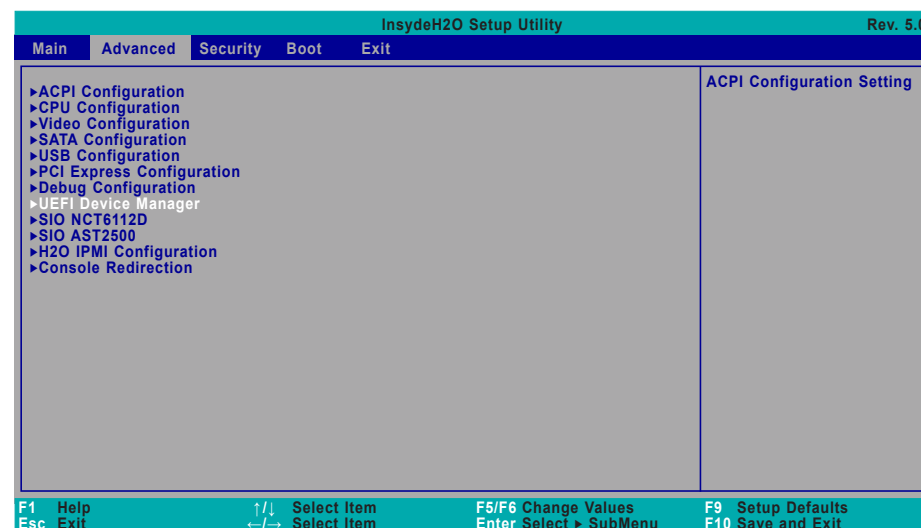 InsydeH2O Setup Utility Rev. 5.
Main Advanced Security Boot Exit
▸ACPI Configuration
▸CPU Configuration
▸Video Configuration
▸SATA Configuration
▸USB Configuration
▸PCI Express Configuration
▸Debug Configuration
▸UEFI Device Manager
▸SIO NCT6112D
▸SIO AST2500
▸H2O IPMI Configuration
▸Console Redirection
ACPI Configuration Setting
F1 Help ↑/↓ Select Item F5/F6 Change Values F9 Setup Defaults
Esc Exit ←/→ Select Item Enter Select ▸ SubMenu F10 Save and Exit